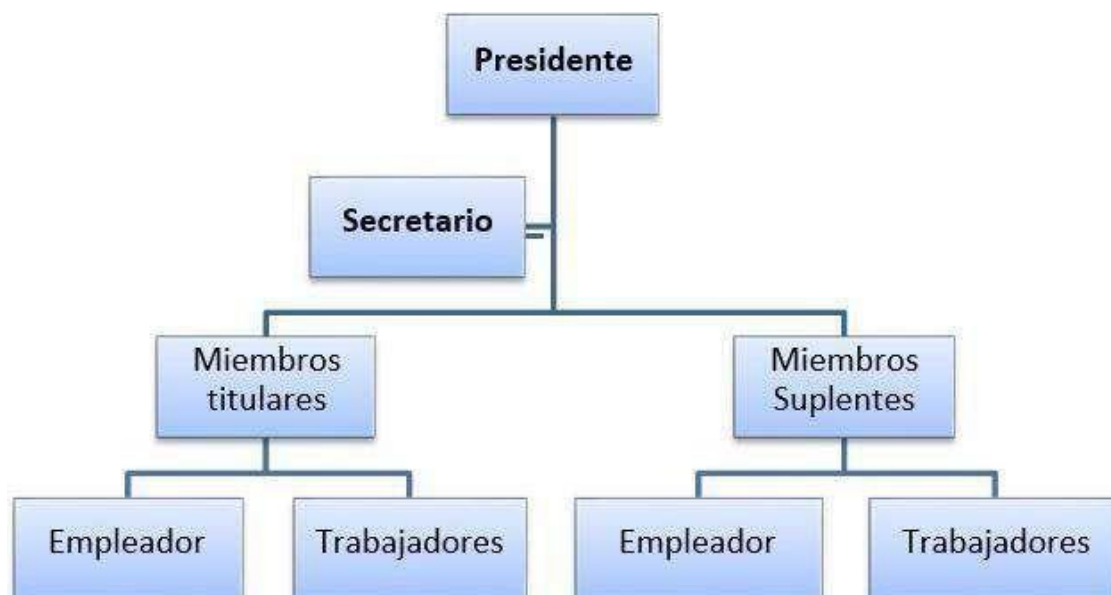 Presidente
Secretario
Miembros
titulares
Miembros
Suplentes
Empleador
Trabajadores
Empleador
Trabajadores